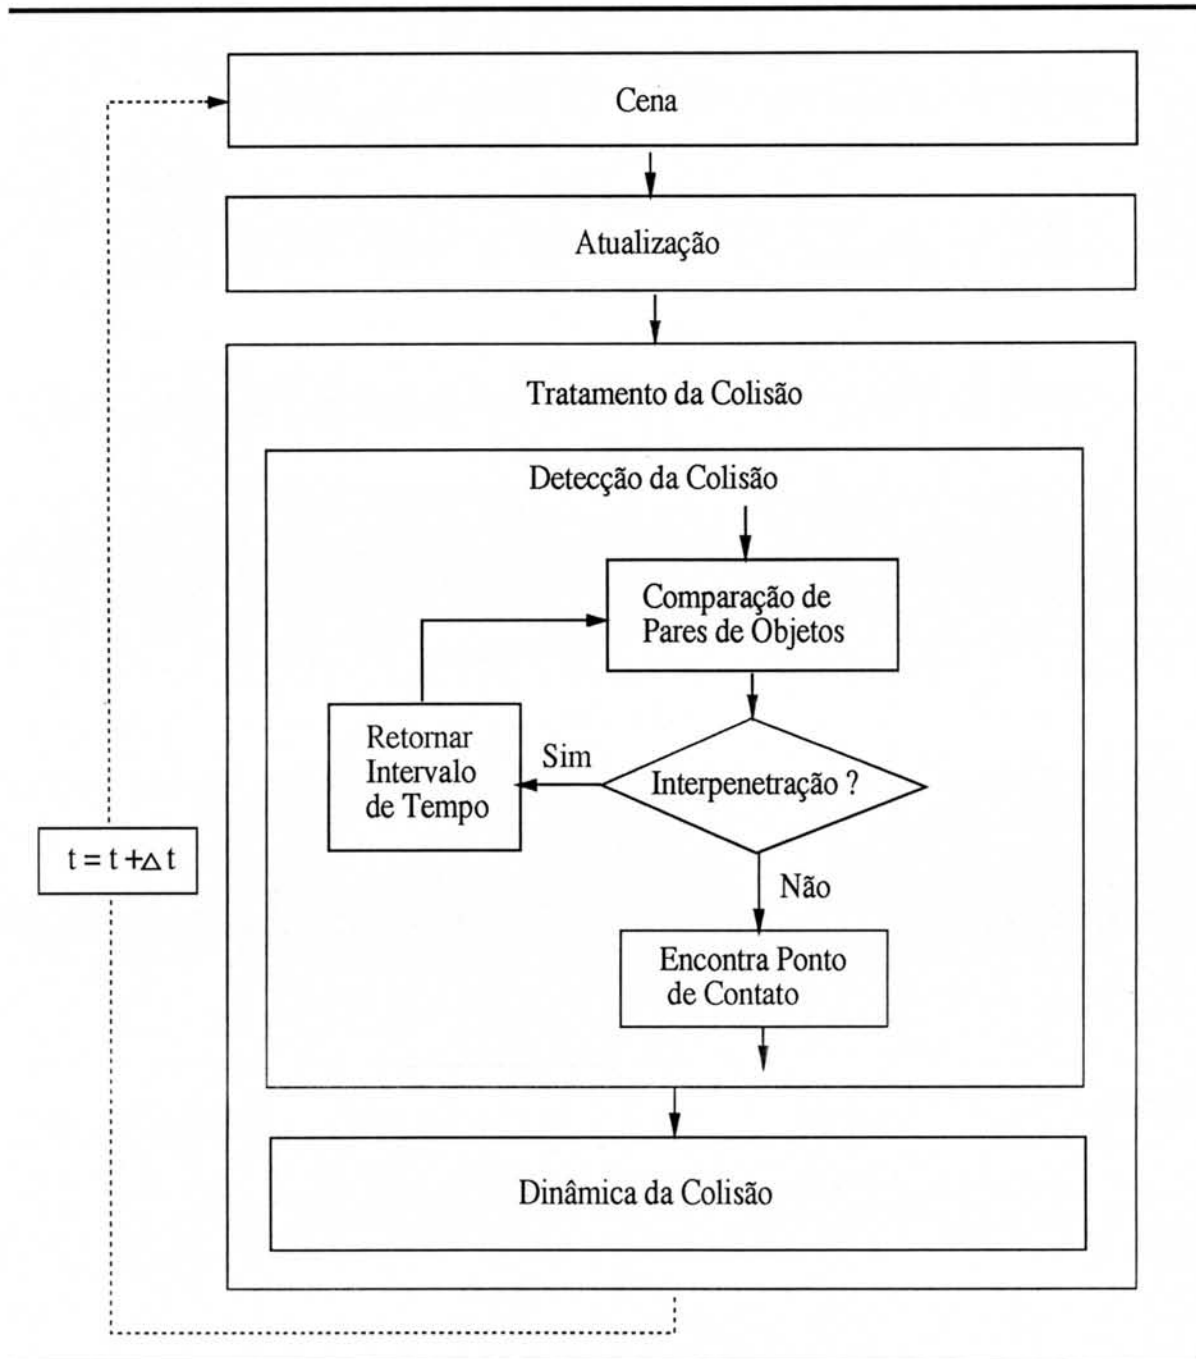 Cena
Atualização
Tratamento da Colisão
Detecção da Colisão
Comparação de
Pares de Objetos
Retornar
Intervalo
de Tempo
Sim
Interpenetração ?
t = t +△ t
Não
Encontra Ponto
de Contato
Dinâmica da Colisão